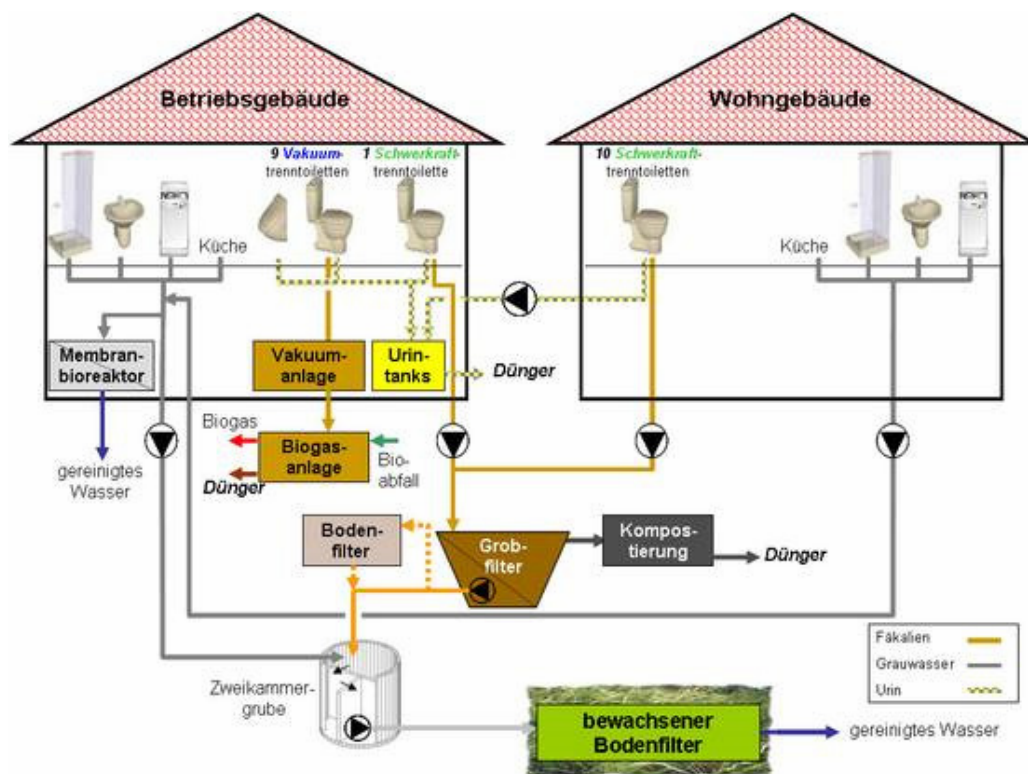 Betriebsgebäude
Wohngebäude
9 Vakuum-
trenntoiletten
1 Schwerkraft-
trenntoilette
10 Schwerkraft-
trenntoiletten
Küche
Küche
Membran-
bioreaktor
Vakuum-
anlage
Urin-
tanks
Dünger
Biogas
Biogas-
anlage
Bio-
abfall
Dünger
gereinigtes
Wasser
Boden-
filter
Grob-
filter
Kompos-
tierung
Dünger
Fäkalien
Grauwasser
Urin
Zweikammer-
grube
bewachsener
Bodenfilter
gereinigtes Wasser